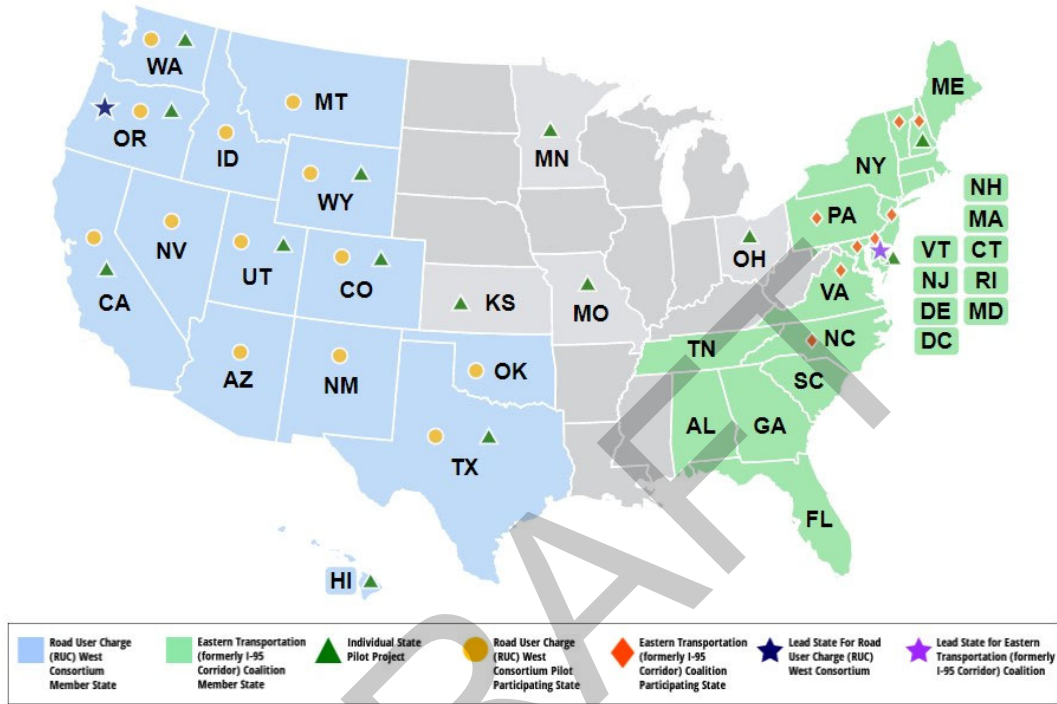 WA
MT
ME
OR
ID
MN
WY
NY
NH
PA
MA
NV
VT
CT
UT
OH
CO
NJ
RI
CA
KS
MO
VA
DE
MD
DC
TN
NC
AZ
NM
OK
SC
AL
GA
TX
FL
HI
DRAFT
Road User Charge
(RUC) West
Consortium
Member State
Eastern Transportation
(formerly I-95
Corridor) Coalition
Member State
Individual State
Pilot Project
Road User Charge
(RUC) West
Consortium Pilot
Participating State
Eastern Transportation
(formerly I-95
Corridor) Coalition
Participating State
Lead State For Road
User Charge (RUC)
West Consortium
Lead State for Eastern
Transportation (formerly
I-95 Corridor) Coalition